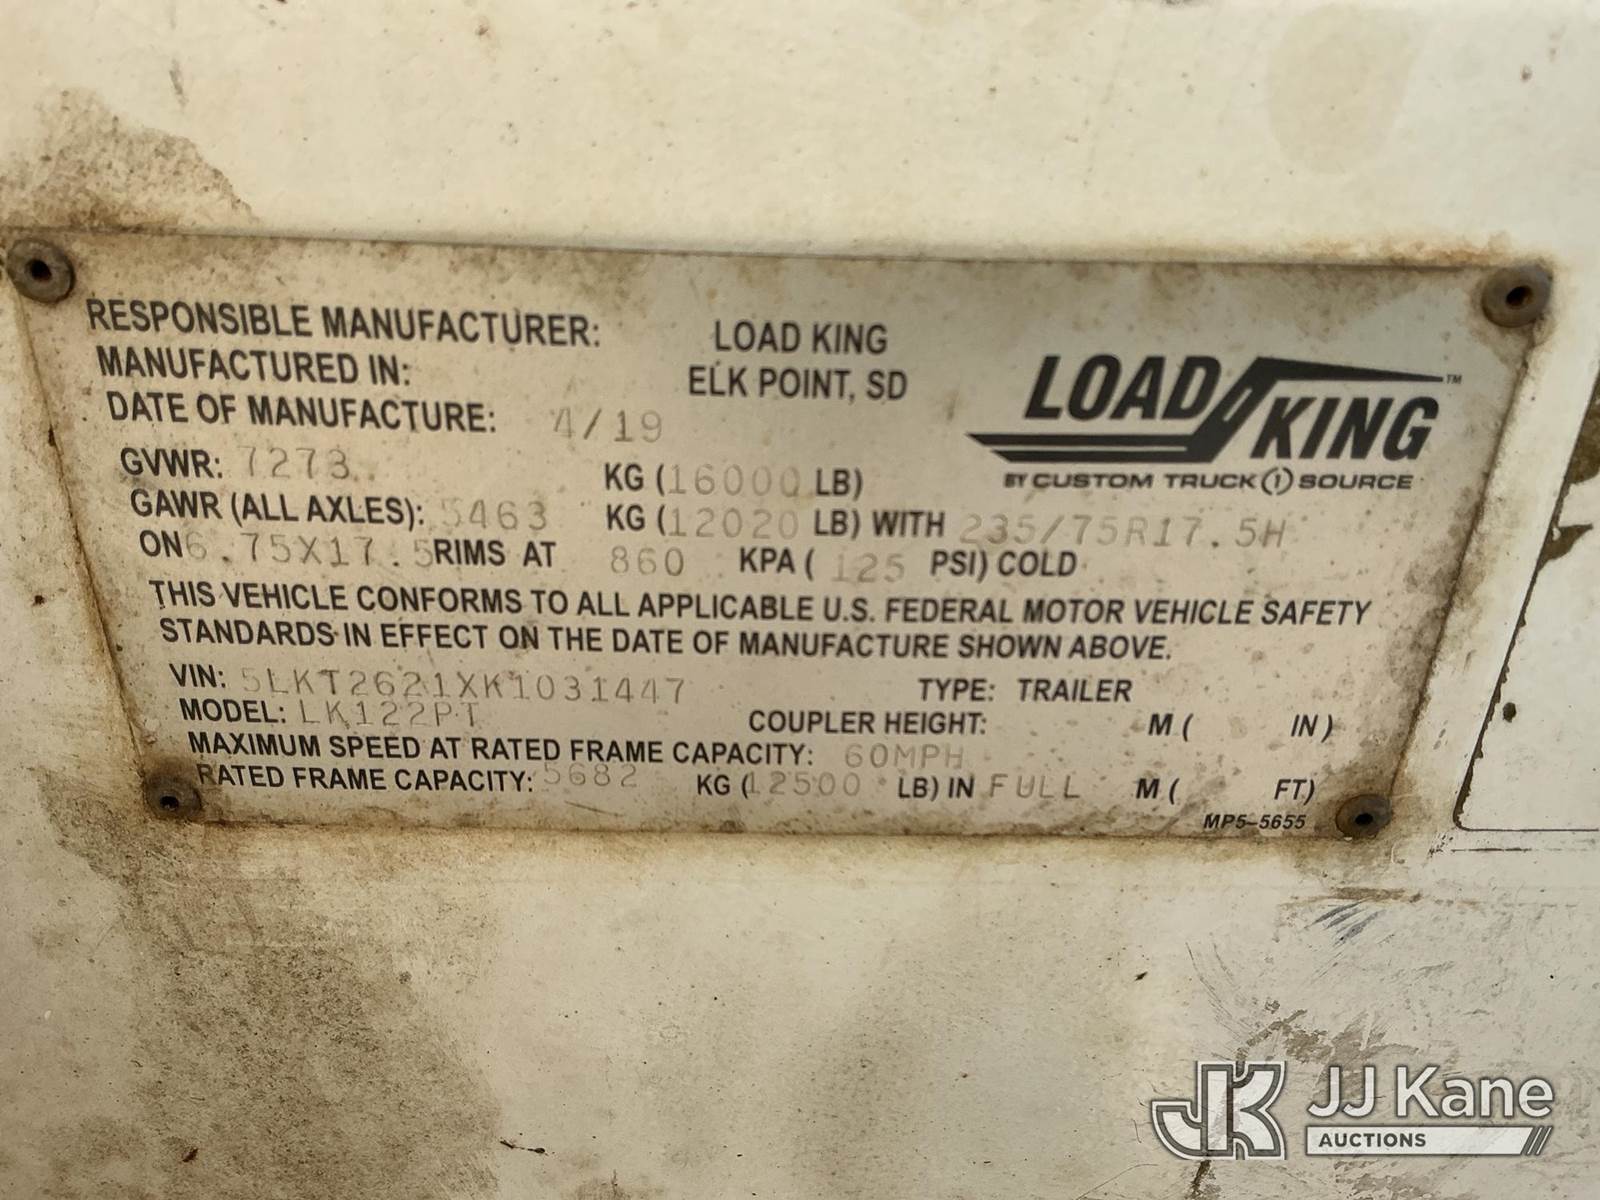 RESPONSIBLE MANUFACTURER: LOAD KING
MANUFACTURED IN: ELK POINT, SD
DATE OF MANUFACTURE: 4/19
LOAD KING™
BY CUSTOM TRUCK 1 SOURCE
GVWR: 7273 KG (16000 LB)
GAWR (ALL AXLES): 5463 KG (12020 LB) WITH 235/75R17.5H
ON 6.75X17.5 RIMS AT 860 KPA (125 PSI) COLD
THIS VEHICLE CONFORMS TO ALL APPLICABLE U.S. FEDERAL MOTOR VEHICLE SAFETY
STANDARDS IN EFFECT ON THE DATE OF MANUFACTURE SHOWN ABOVE.
VIN: 5LKT2621XK1031447 TYPE: TRAILER
MODEL: LK122PT COUPLER HEIGHT: M ( IN)
MAXIMUM SPEED AT RATED FRAME CAPACITY: 60MPH
RATED FRAME CAPACITY: 5682 KG (12500 LB) IN FULL M ( FT)
MP5-5655
JK JJ Kane
AUCTIONS